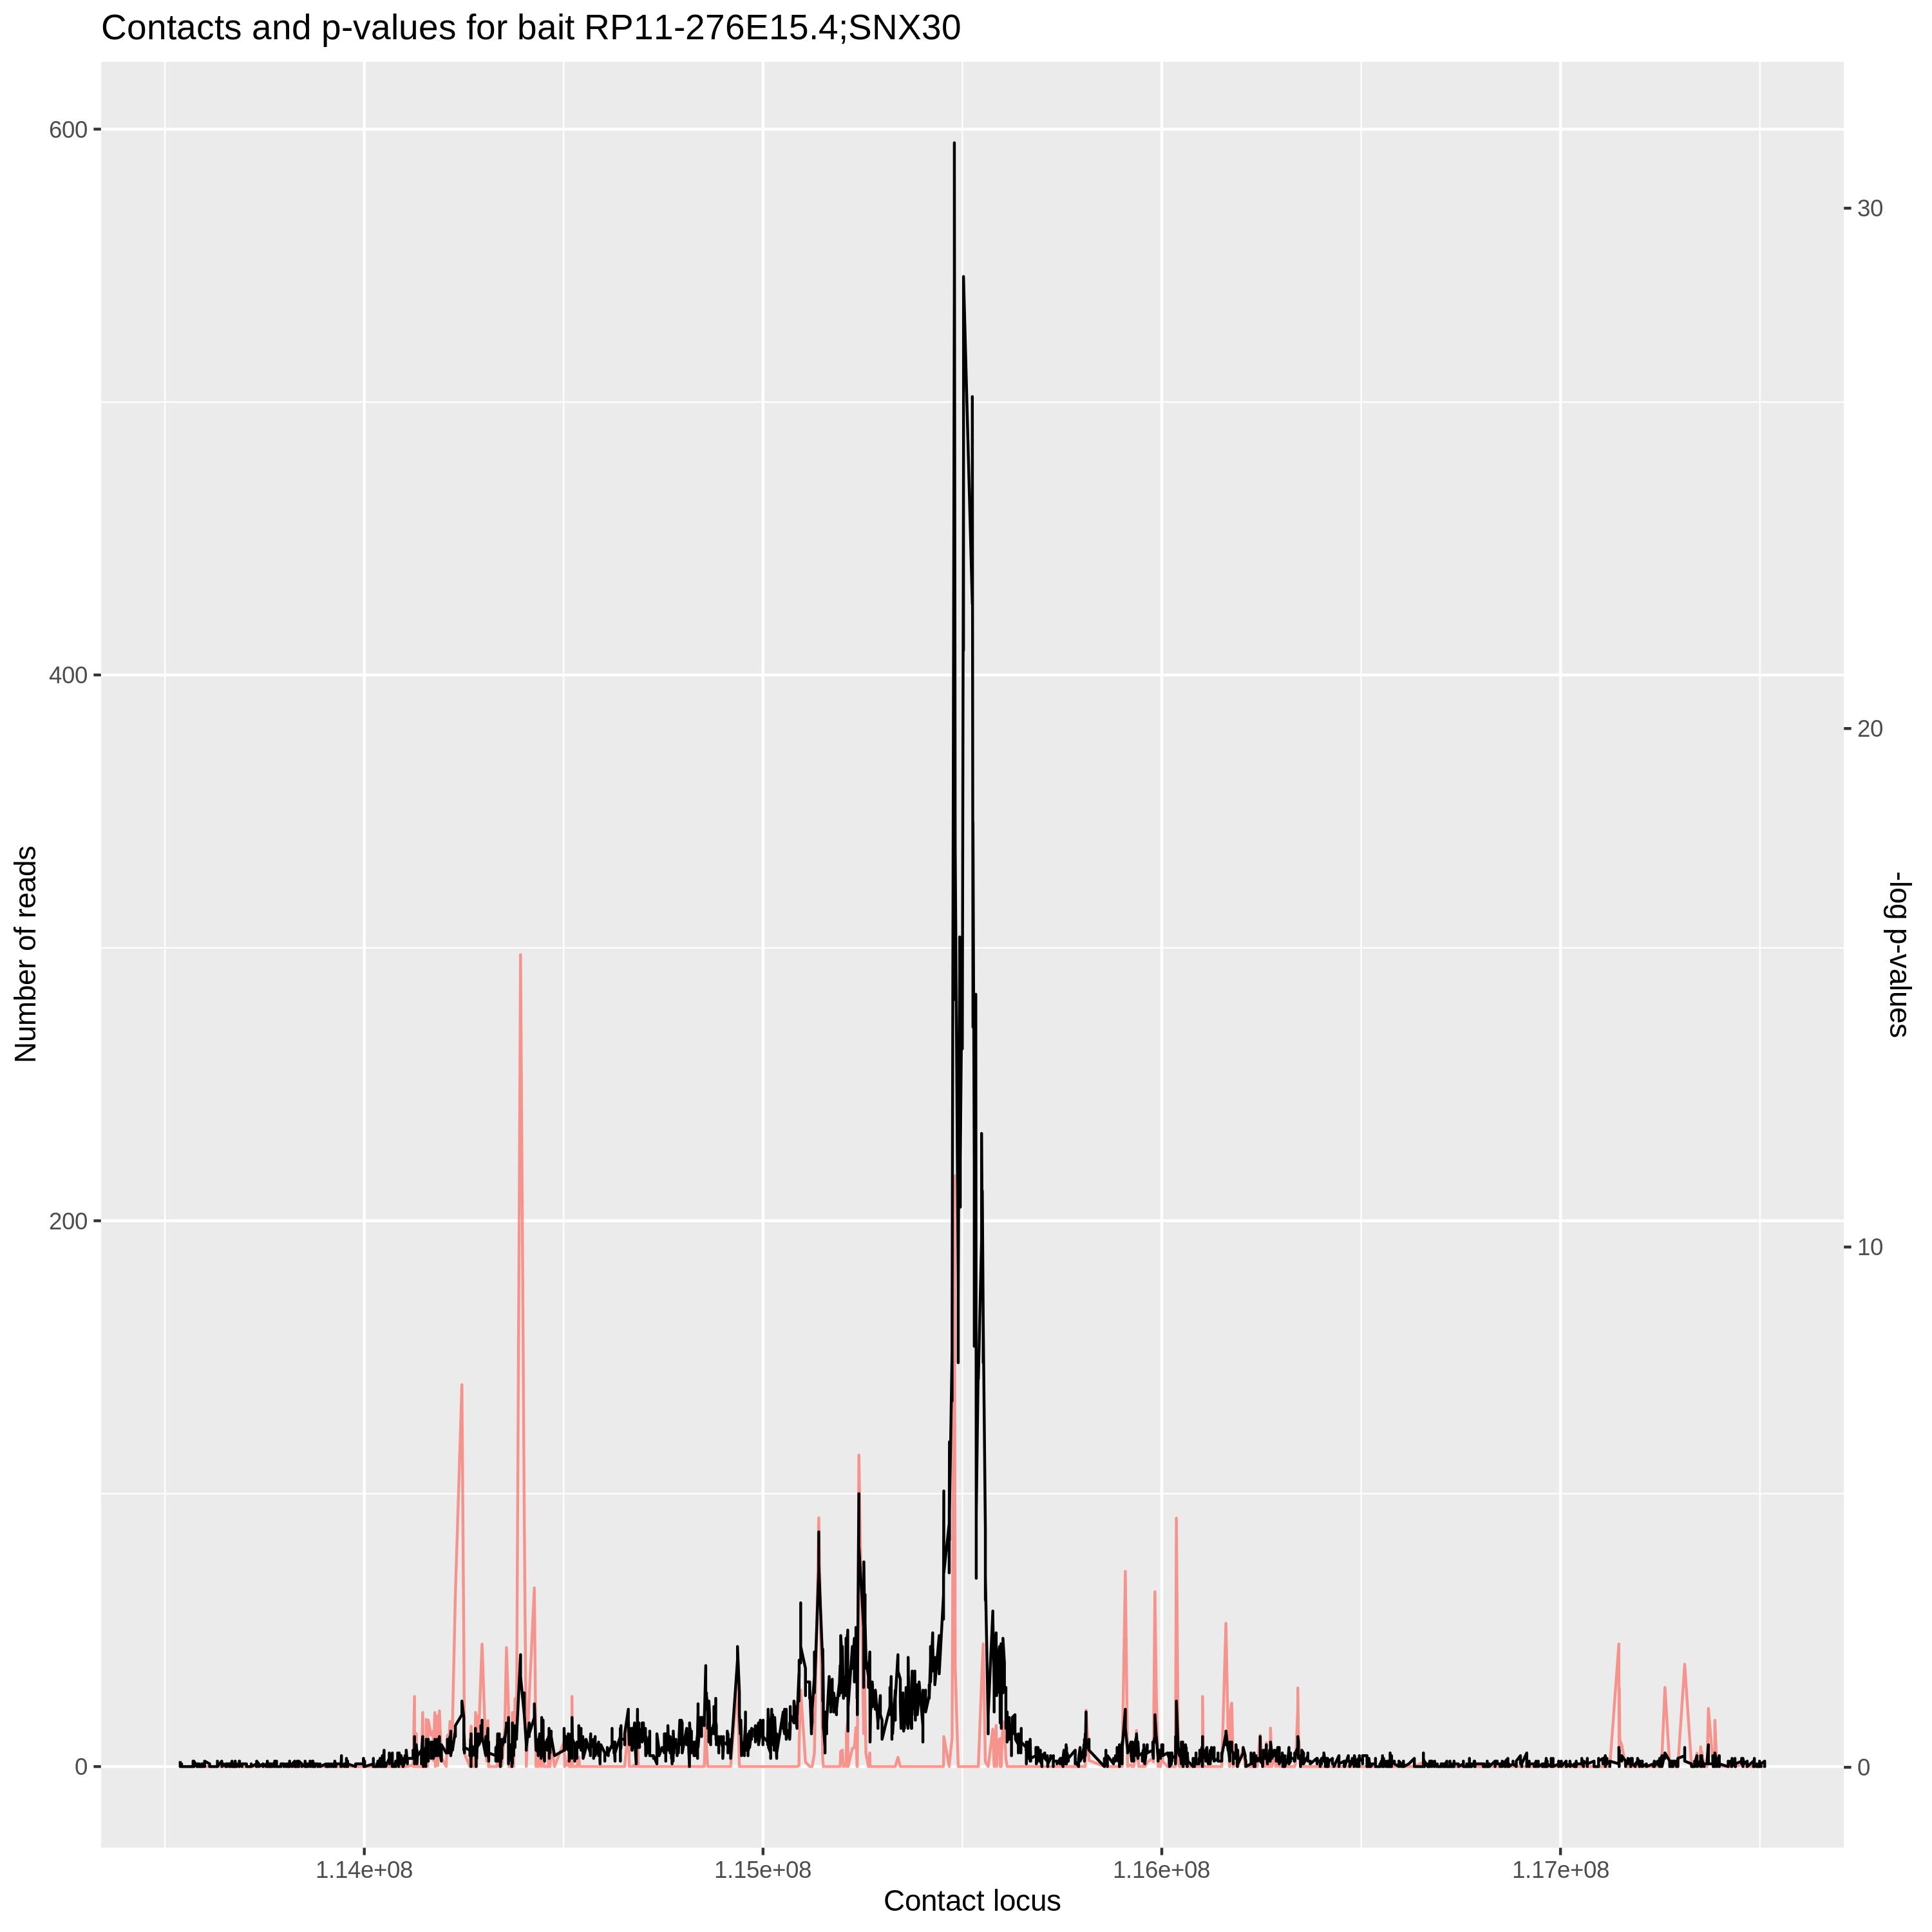 Contacts and p-values for bait RP11-276E15.4;SNX30
600
400
200
0
Number of reads
30
20
10
0
-log p-values
1.14e+08
1.15e+08
1.16e+08
1.17e+08
Contact locus